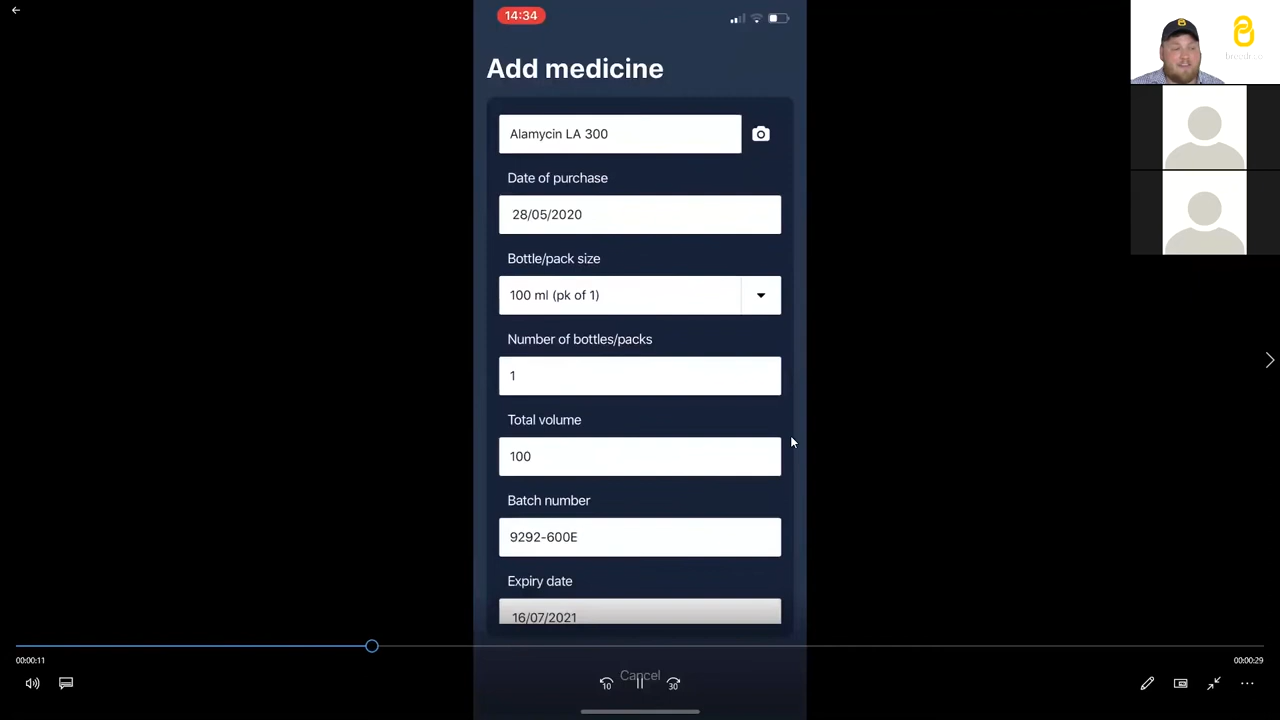 14:34
Add medicine
Alamycin LA 300
Date of purchase
28/05/2020
Bottle/pack size
100 ml (pk of 1)
Number of bottles/packs
1
Total volume
100
Batch number
9292-600E
Expiry date
16/07/2021
Cancel
00:00:11
00:00:29
10
30